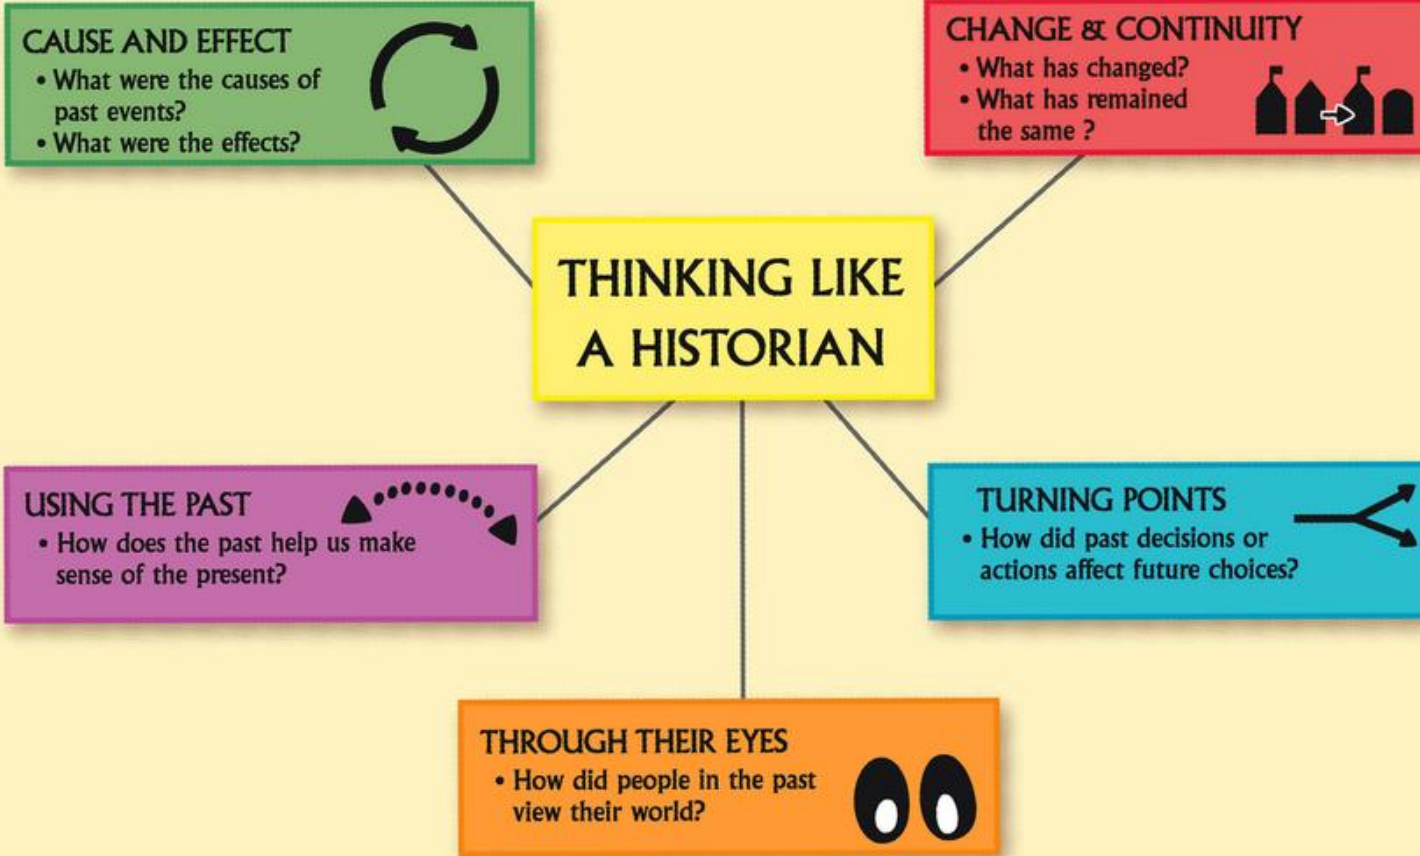 CAUSE AND EFFECT
• What were the causes of
past events?
• What were the effects?
CHANGE & CONTINUITY
• What has changed?
• What has remained
the same ?
THINKING LIKE
A HISTORIAN
USING THE PAST
• How does the past help us make
sense of the present?
TURNING POINTS
• How did past decisions or
actions affect future choices?
THROUGH THEIR EYES
• How did people in the past
view their world?